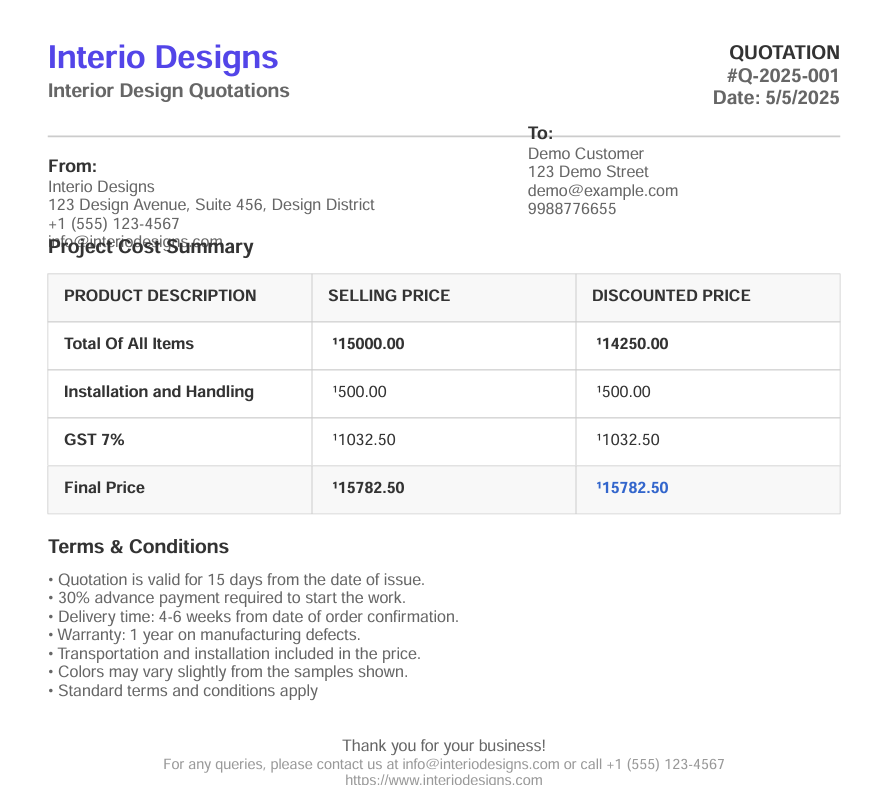 Interio Designs
Interior Design Quotations
QUOTATION
#Q-2025-001
Date: 5/5/2025
From:
Interio Designs
123 Design Avenue, Suite 456, Design District
+1 (555) 123-4567
info@interiodesigns.com
To:
Demo Customer
123 Demo Street
demo@example.com
9988776655
Project Cost Summary
PRODUCT DESCRIPTION SELLING PRICE DISCOUNTED PRICE
Total Of All Items ¹15000.00 ¹14250.00
Installation and Handling ¹500.00 ¹500.00
GST 7% ¹1032.50 ¹1032.50
Final Price ¹15782.50 ¹15782.50
Terms & Conditions
• Quotation is valid for 15 days from the date of issue.
• 30% advance payment required to start the work.
• Delivery time: 4-6 weeks from date of order confirmation.
• Warranty: 1 year on manufacturing defects.
• Transportation and installation included in the price.
• Colors may vary slightly from the samples shown.
• Standard terms and conditions apply
Thank you for your business!
For any queries, please contact us at info@interiodesigns.com or call +1 (555) 123-4567
https://www.interiodesigns.com